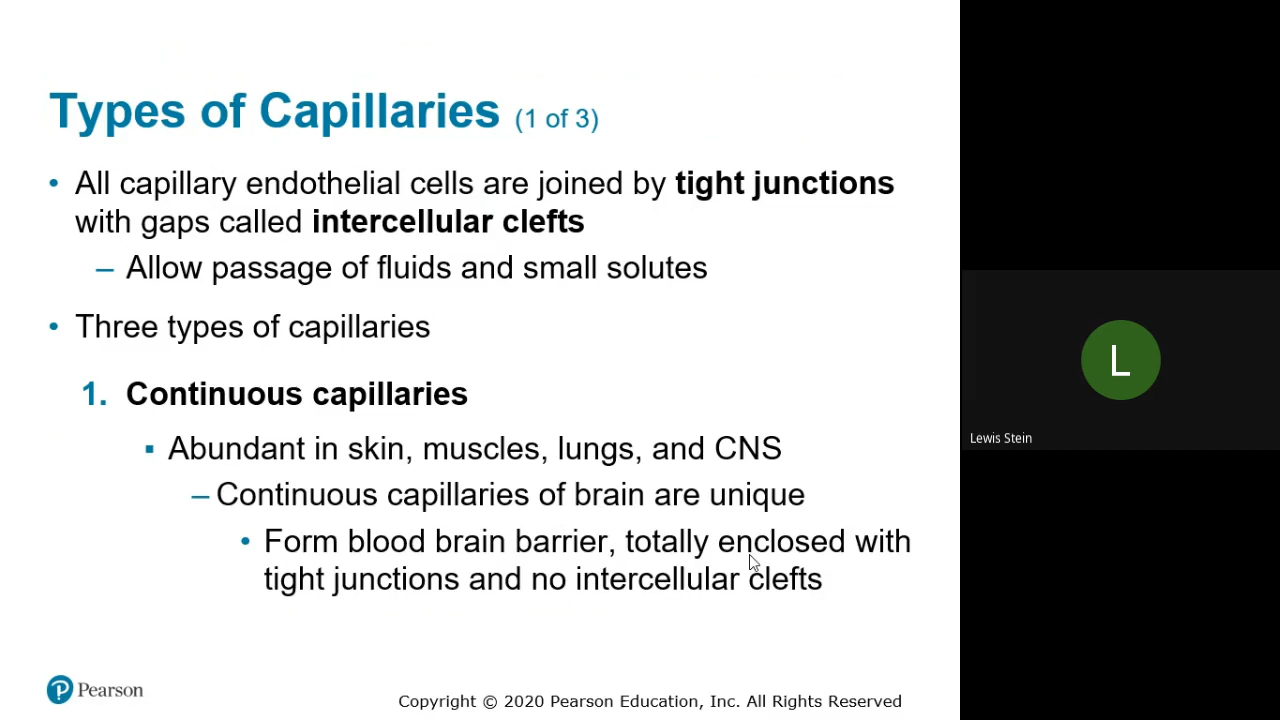 Types of Capillaries (1 of 3)
• All capillary endothelial cells are joined by tight junctions
with gaps called intercellular clefts
– Allow passage of fluids and small solutes
• Three types of capillaries
1. Continuous capillaries
▪ Abundant in skin, muscles, lungs, and CNS
– Continuous capillaries of brain are unique
• Form blood brain barrier, totally enclosed with
tight junctions and no intercellular clefts
L
Lewis Stein
P Pearson
Copyright © 2020 Pearson Education, Inc. All Rights Reserved